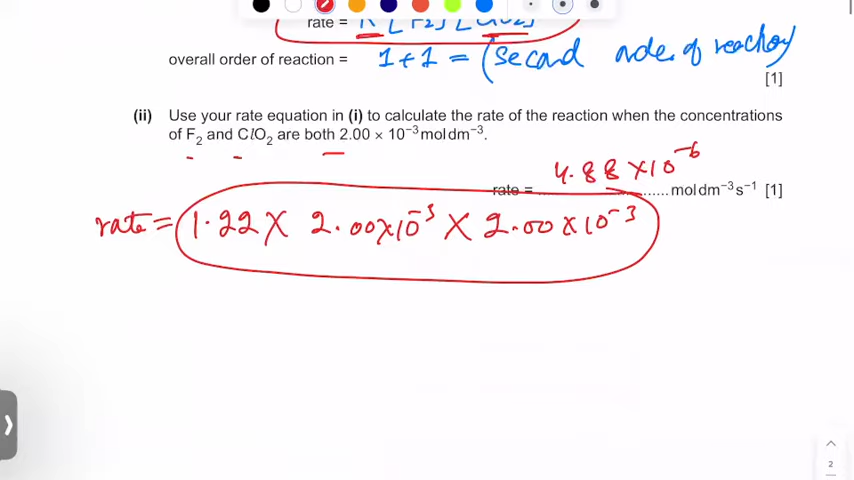 rate = K [F2] [ClO2]
overall order of reaction = 1+1 = (second order of reaction)
[1]
(ii) Use your rate equation in (i) to calculate the rate of the reaction when the concentrations
of F₂ and ClO₂ are both 2.00 × 10⁻³ mol dm⁻³.
4.88 × 10⁻⁶
rate = .............. mol dm⁻³ s⁻¹ [1]
rate = 1.22 × 2.00×10⁻³ × 2.00×10⁻³
2